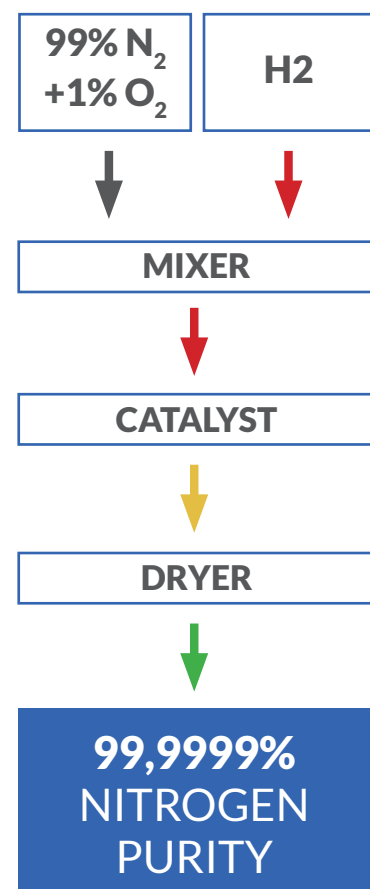 99% N₂
+1% O₂
H2
MIXER
CATALYST
DRYER
99,9999%
NITROGEN
PURITY